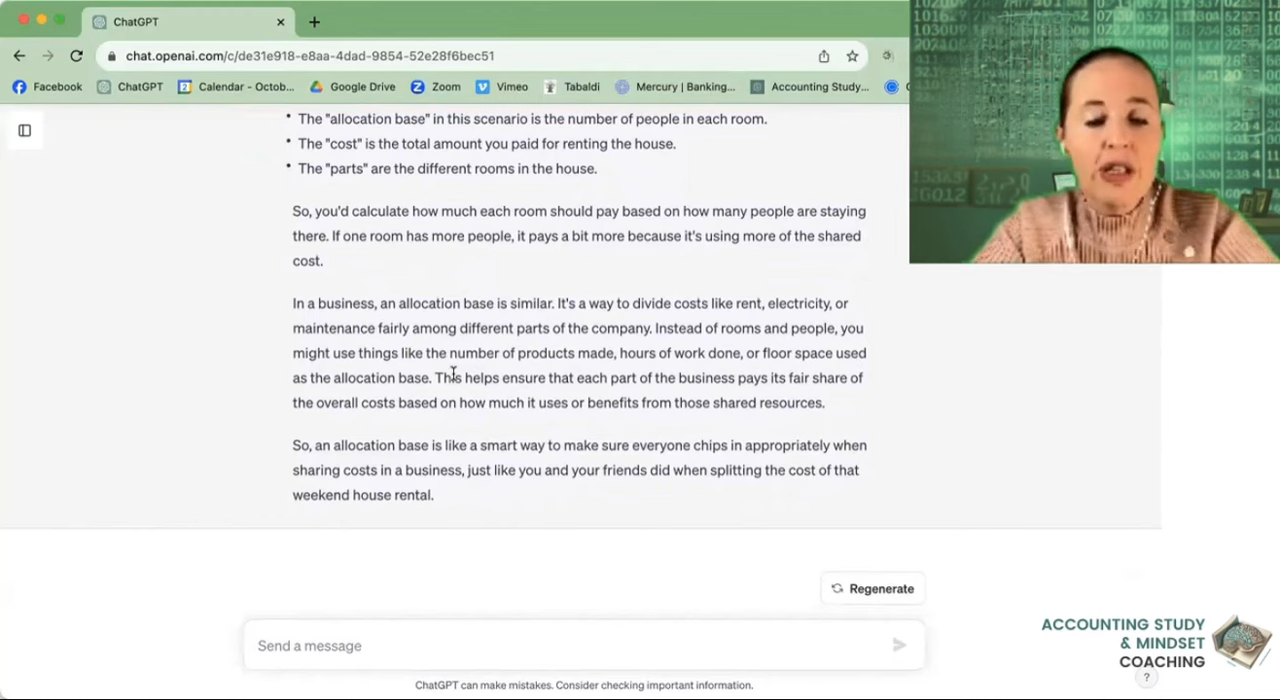 ChatGPT
chat.openai.com/c/de31e918-e8aa-4dad-9854-52e28f6bec51
Facebook ChatGPT Calendar - Octob... Google Drive Zoom Vimeo Tabaldi Mercury | Banking... Accounting Study...
• The "allocation base" in this scenario is the number of people in each room.
• The "cost" is the total amount you paid for renting the house.
• The "parts" are the different rooms in the house.
So, you'd calculate how much each room should pay based on how many people are staying
there. If one room has more people, it pays a bit more because it's using more of the shared
cost.
In a business, an allocation base is similar. It's a way to divide costs like rent, electricity, or
maintenance fairly among different parts of the company. Instead of rooms and people, you
might use things like the number of products made, hours of work done, or floor space used
as the allocation base. This helps ensure that each part of the business pays its fair share of
the overall costs based on how much it uses or benefits from those shared resources.
So, an allocation base is like a smart way to make sure everyone chips in appropriately when
sharing costs in a business, just like you and your friends did when splitting the cost of that
weekend house rental.
Regenerate
Send a message
ChatGPT can make mistakes. Consider checking important information.
ACCOUNTING STUDY
& MINDSET
COACHING
?